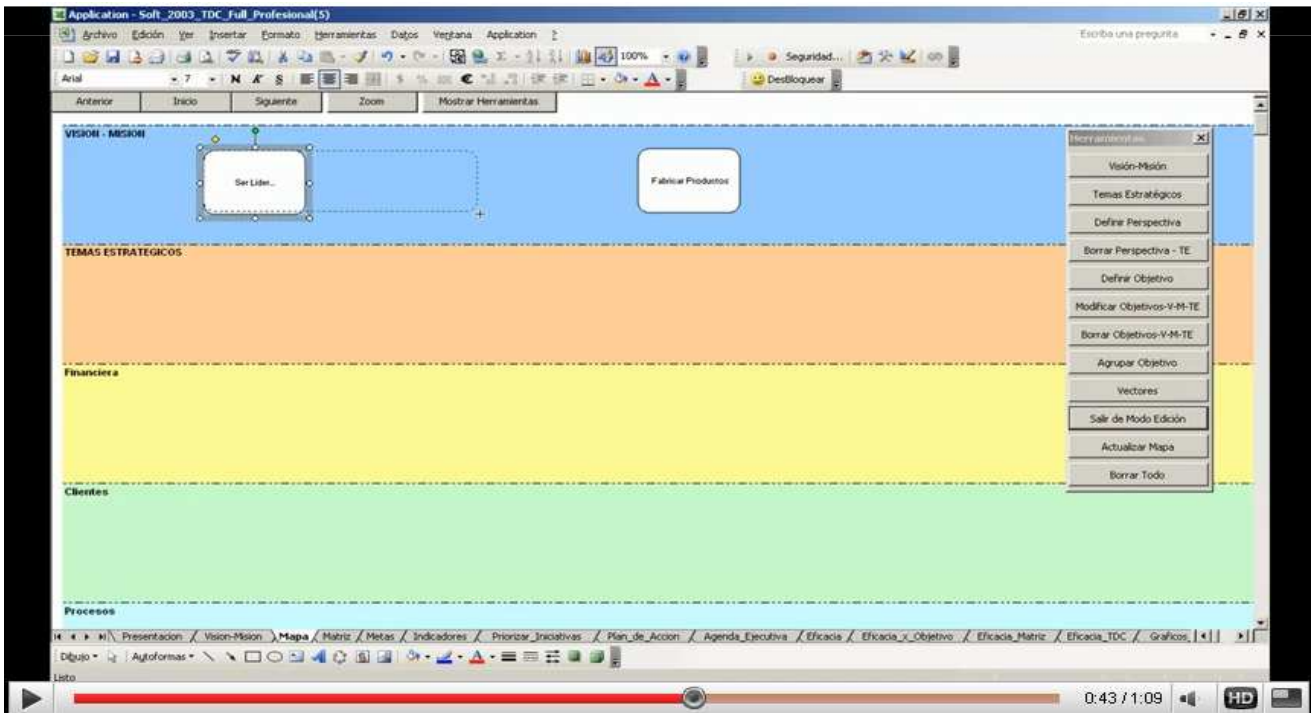 Application - Soft_2003_TDC_Full_Profesional(5)
Archivo Edición Ver Insertar Formato Herramientas Datos Ventana Application ?
Escriba una pregunta
100%
Seguridad...
Arial
7
N K S
$ % 000 €
DesBloquear
Anterior
Inicio
Siguiente
Zoom
Mostrar Herramientas
VISION - MISION
Ser Lider...
Fabricar Productos
TEMAS ESTRATEGICOS
Financiera
Clientes
Procesos
Herramientas
Visión-Misión
Temas Estratégicos
Definir Perspectiva
Borrar Perspectiva - TE
Definir Objetivo
Modificar Objetivos-V-M-TE
Borrar Objetivos-V-M-TE
Agrupar Objetivo
Vectores
Salir de Modo Edición
Actualizar Mapa
Borrar Todo
Presentacion / Vision-Mision / Mapa / Matriz / Metas / Indicadores / Priorizar_Iniciativas / Plan_de_Accion / Agenda_Ejecutiva / Eficacia / Eficacia_x_Objetivo / Eficacia_Matriz / Eficacia_TDC / Graficos
Dibujo
Autoformas
Listo
0:43 / 1:09
HD